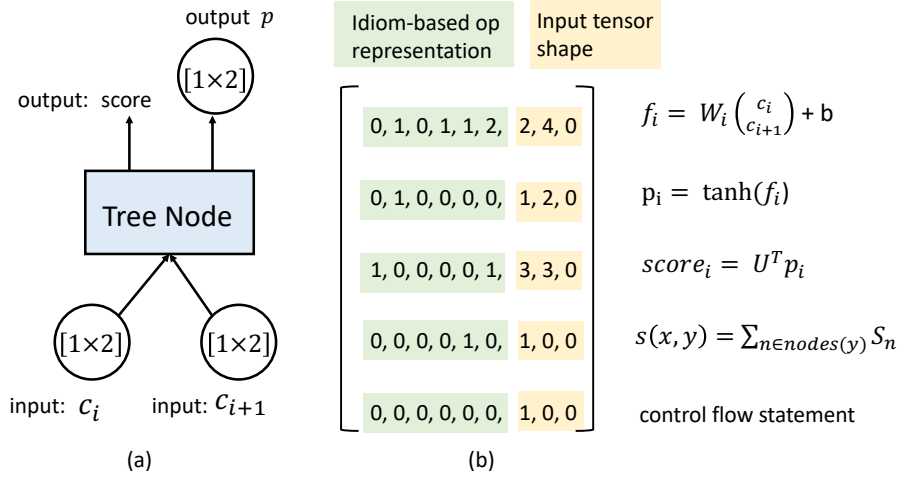 output p
[1×2]
output: score
Tree Node
[1×2]
[1×2]
input: c_i
input: c_{i+1}
(a)
Idiom-based op
representation
Input tensor
shape
0, 1, 0, 1, 1, 2, 2, 4, 0
f_i = W_i (c_i c_{i+1}) + b
0, 1, 0, 0, 0, 0, 1, 2, 0
p_i = tanh(f_i)
1, 0, 0, 0, 0, 1, 3, 3, 0
score_i = U^T p_i
0, 0, 0, 0, 1, 0, 1, 0, 0
s(x, y) = ∑_{n∈nodes(y)} S_n
0, 0, 0, 0, 0, 0, 1, 0, 0
control flow statement
(b)